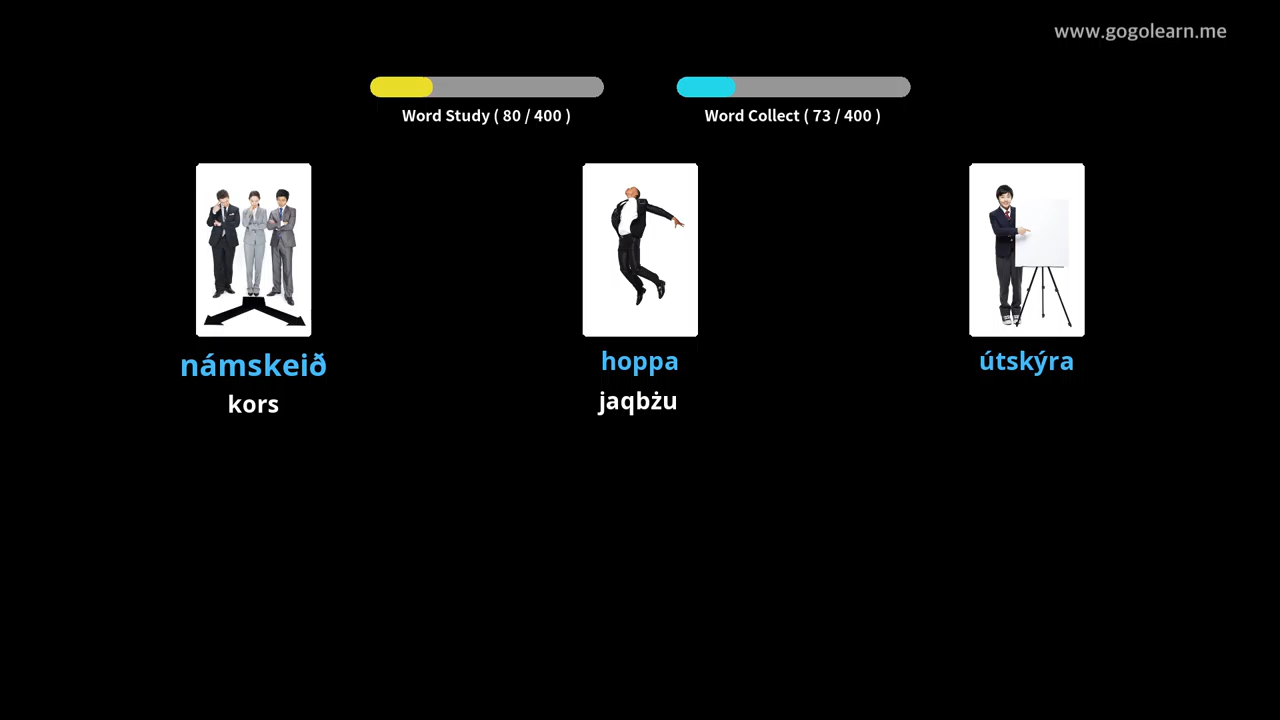 www.gogolearn.me
Word Study ( 80 / 400 )
Word Collect ( 73 / 400 )
námskeið
kors
hoppa
jaqbżu
útskýra